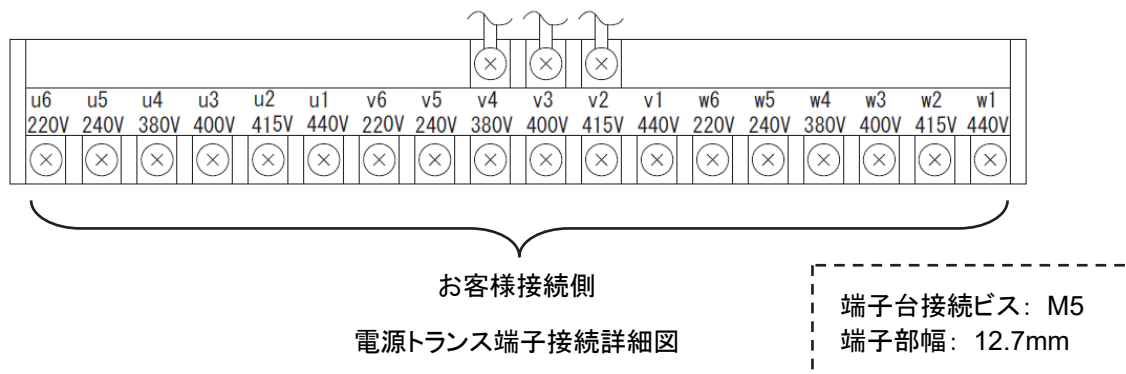 u6 u5 u4 u3 u2 u1 v6 v5 v4 v3 v2 v1 w6 w5 w4 w3 w2 w1
220V 240V 380V 400V 415V 440V 220V 240V 380V 400V 415V 440V 220V 240V 380V 400V 415V 440V
お客様接続側
電源トランス端子接続詳細図
端子台接続ビス: M5
端子部幅: 12.7mm